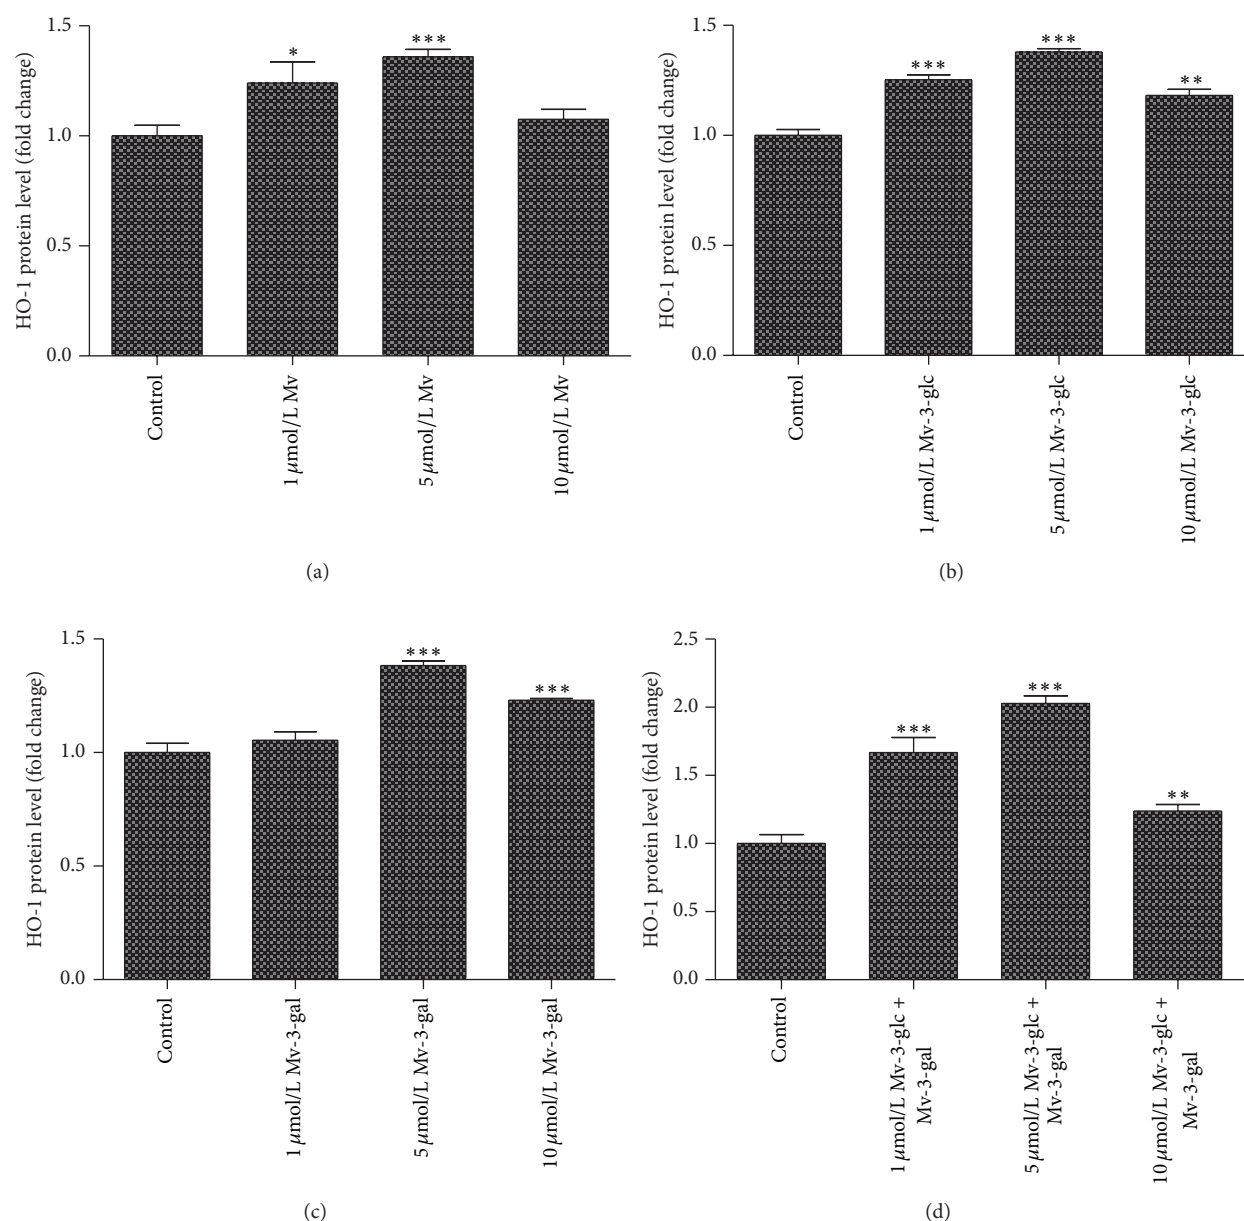 HO-1 protein level (fold change)
1.5
1.0
0.5
0.0
*
***
Control
1 μmol/L Mv
5 μmol/L Mv
10 μmol/L Mv
(a)
HO-1 protein level (fold change)
1.5
1.0
0.5
0.0
***
***
**
Control
1 μmol/L Mv-3-glc
5 μmol/L Mv-3-glc
10 μmol/L Mv-3-glc
(b)
HO-1 protein level (fold change)
1.5
1.0
0.5
0.0
***
***
Control
1 μmol/L Mv-3-gal
5 μmol/L Mv-3-gal
10 μmol/L Mv-3-gal
(c)
HO-1 protein level (fold change)
2.5
2.0
1.5
1.0
0.5
0.0
***
***
**
Control
1 μmol/L Mv-3-glc +
Mv-3-gal
5 μmol/L Mv-3-glc +
Mv-3-gal
10 μmol/L Mv-3-glc +
Mv-3-gal
(d)